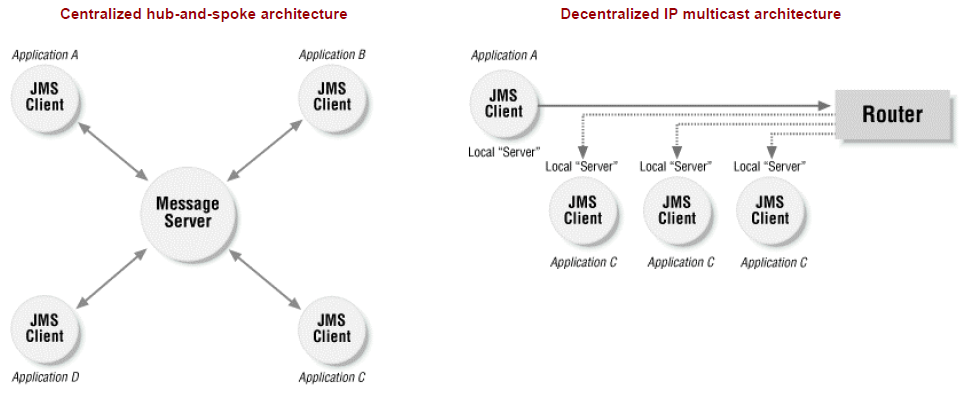 Centralized hub-and-spoke architecture
Application A
JMS
Client
Application B
JMS
Client
Message
Server
JMS
Client
Application D
JMS
Client
Application C
Decentralized IP multicast architecture
Application A
JMS
Client
Local “Server”
Router
Local “Server”
Local “Server”
Local “Server”
JMS
Client
JMS
Client
JMS
Client
Application C
Application C
Application C